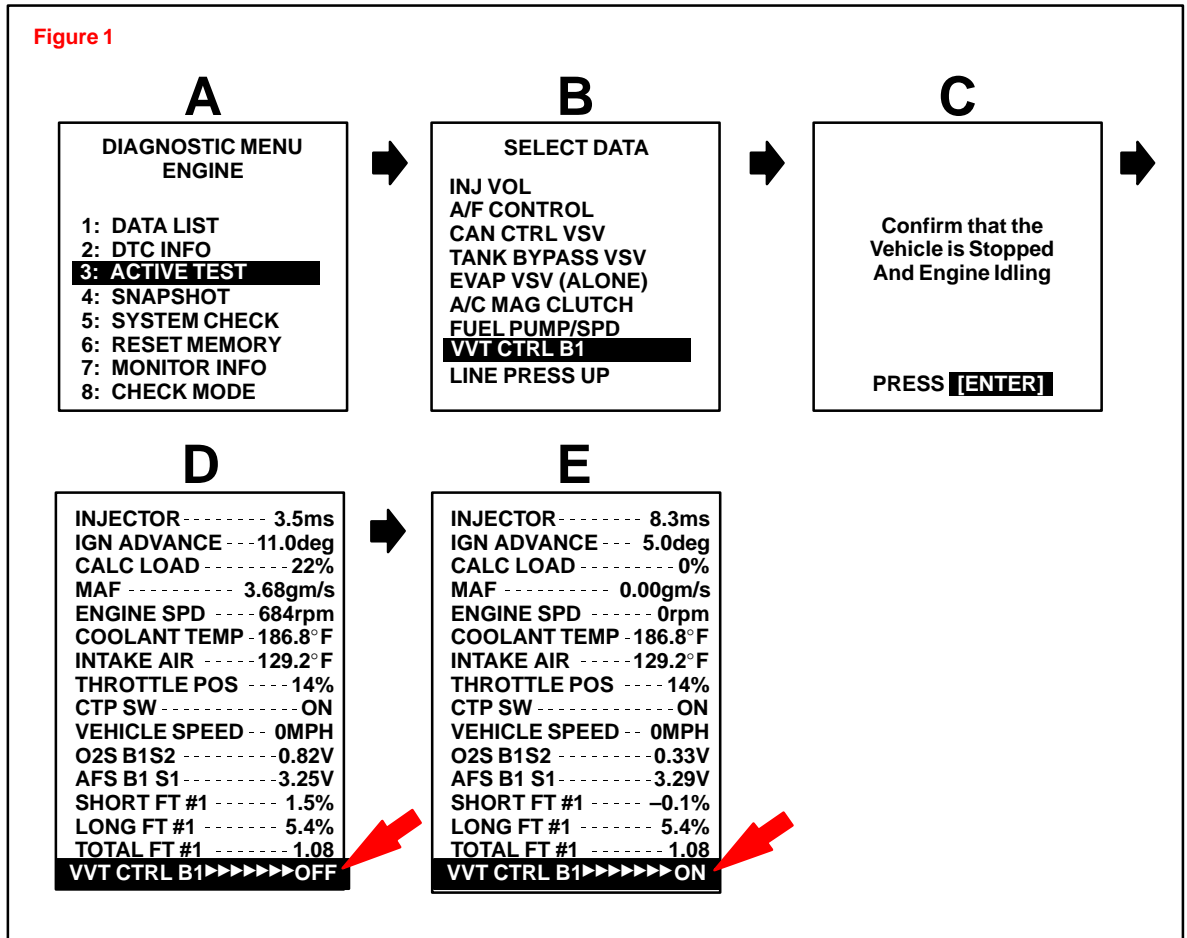 Figure 1
A
DIAGNOSTIC MENU
ENGINE
1: DATA LIST
2: DTC INFO
3: ACTIVE TEST
4: SNAPSHOT
5: SYSTEM CHECK
6: RESET MEMORY
7: MONITOR INFO
8: CHECK MODE
B
SELECT DATA
INJ VOL
A/F CONTROL
CAN CTRL VSV
TANK BYPASS VSV
EVAP VSV (ALONE)
A/C MAG CLUTCH
FUEL PUMP/SPD
VVT CTRL B1
LINE PRESS UP
C
Confirm that the
Vehicle is Stopped
And Engine Idling
PRESS [ENTER]
D
INJECTOR - - - - - - - - 3.5ms
IGN ADVANCE - - - 11.0deg
CALC LOAD - - - - - - - - - 22%
MAF - - - - - - - - - - 3.68gm/s
ENGINE SPD - - - - 684rpm
COOLANT TEMP - 186.8°F
INTAKE AIR - - - - - 129.2°F
THROTTLE POS - - - - 14%
CTP SW - - - - - - - - - - - - - ON
VEHICLE SPEED - - 0MPH
O2S B1S2 - - - - - - - - - 0.82V
AFS B1 S1 - - - - - - - - - 3.25V
SHORT FT #1 - - - - - - 1.5%
LONG FT #1 - - - - - - - 5.4%
TOTAL FT #1 - - - - - - - 1.08
VVT CTRL B1▶▶▶▶▶▶▶OFF
E
INJECTOR - - - - - - - - 8.3ms
IGN ADVANCE - - - 5.0deg
CALC LOAD - - - - - - - - - 0%
MAF - - - - - - - - - - 0.00gm/s
ENGINE SPD - - - - - - 0rpm
COOLANT TEMP - 186.8°F
INTAKE AIR - - - - - 129.2°F
THROTTLE POS - - - - 14%
CTP SW - - - - - - - - - - - - - ON
VEHICLE SPEED - - 0MPH
O2S B1S2 - - - - - - - - - 0.33V
AFS B1 S1 - - - - - - - - - 3.29V
SHORT FT #1 - - - - - –0.1%
LONG FT #1 - - - - - - - 5.4%
TOTAL FT #1 - - - - - - - 1.08
VVT CTRL B1▶▶▶▶▶▶▶ON